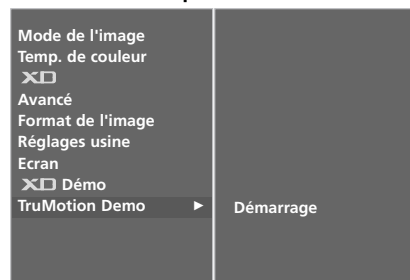 Mode de l'image
Temp. de couleur
XD
Avancé
Format de l'image
Réglages usine
Ecran
XD Démo
TruMotion Demo ► Démarrage